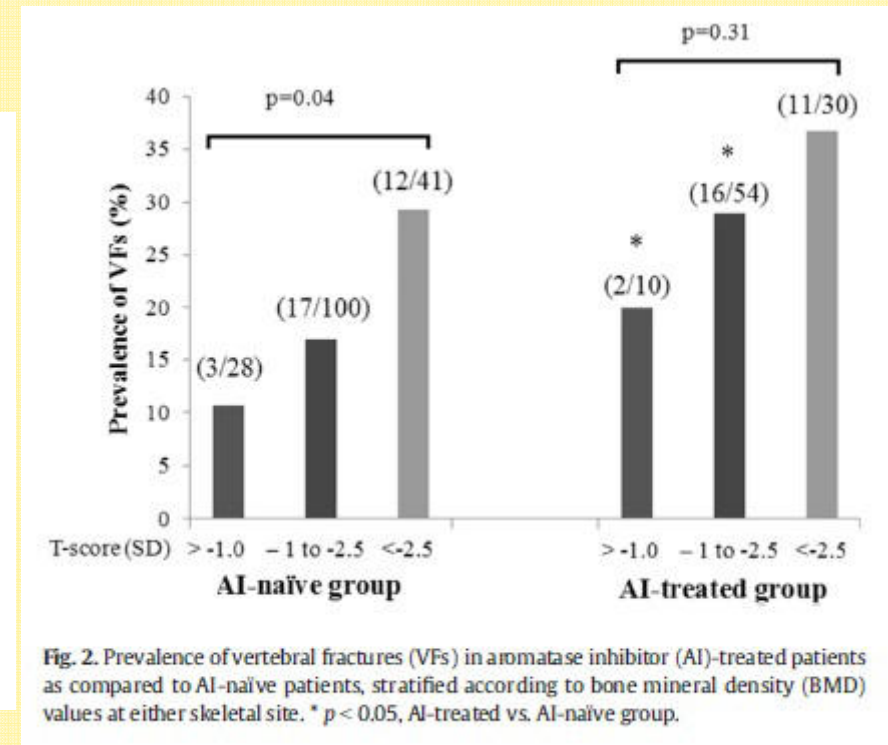 p=0.31
p=0.04
40
35
30
25
20
15
10
5
0
Prevalence of VFs (%)
(3/28)
(17/100)
(12/41)
*
(2/10)
*
(16/54)
(11/30)
T-score (SD) > -1.0 – 1 to -2.5 <-2.5 > -1.0 – 1 to -2.5 <-2.5
AI-naïve group AI-treated group
Fig. 2. Prevalence of vertebral fractures (VFs) in aromatase inhibitor (AI)-treated patients
as compared to AI-naïve patients, stratified according to bone mineral density (BMD)
values at either skeletal site. * p < 0.05, AI-treated vs. AI-naïve group.